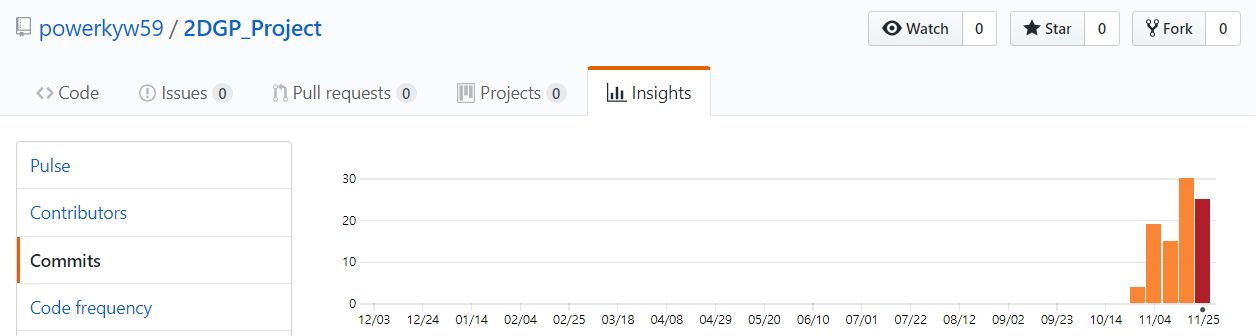 powerkyw59 / 2DGP_Project
Watch 0 Star 0 Fork 0
Code Issues 0 Pull requests 0 Projects 0 Insights
Pulse
Contributors
Commits
Code frequency
30
20
10
0
12/03 12/24 01/14 02/04 02/25 03/18 04/08 04/29 05/20 06/10 07/01 07/22 08/12 09/02 09/23 10/14 11/04 11/25